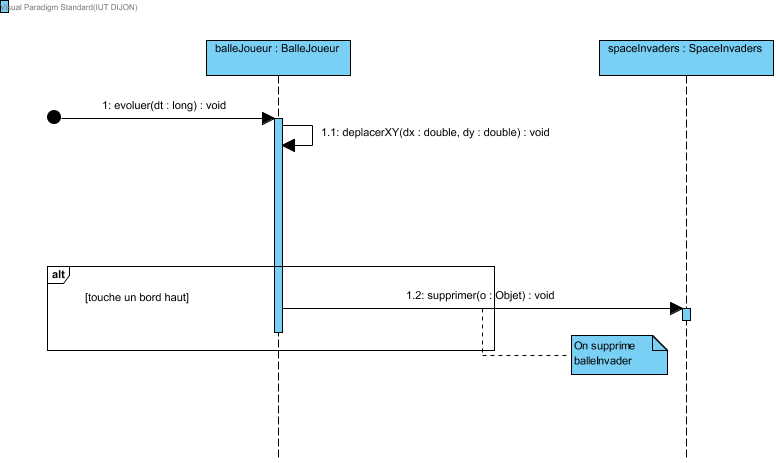 Visual Paradigm Standard(IUT DIJON)
balleJoueur : BalleJoueur
spaceInvaders : SpaceInvaders
1: evoluer(dt : long) : void
1.1: deplacerXY(dx : double, dy : double) : void
alt
[touche un bord haut]
1.2: supprimer(o : Objet) : void
On supprime
balleInvader